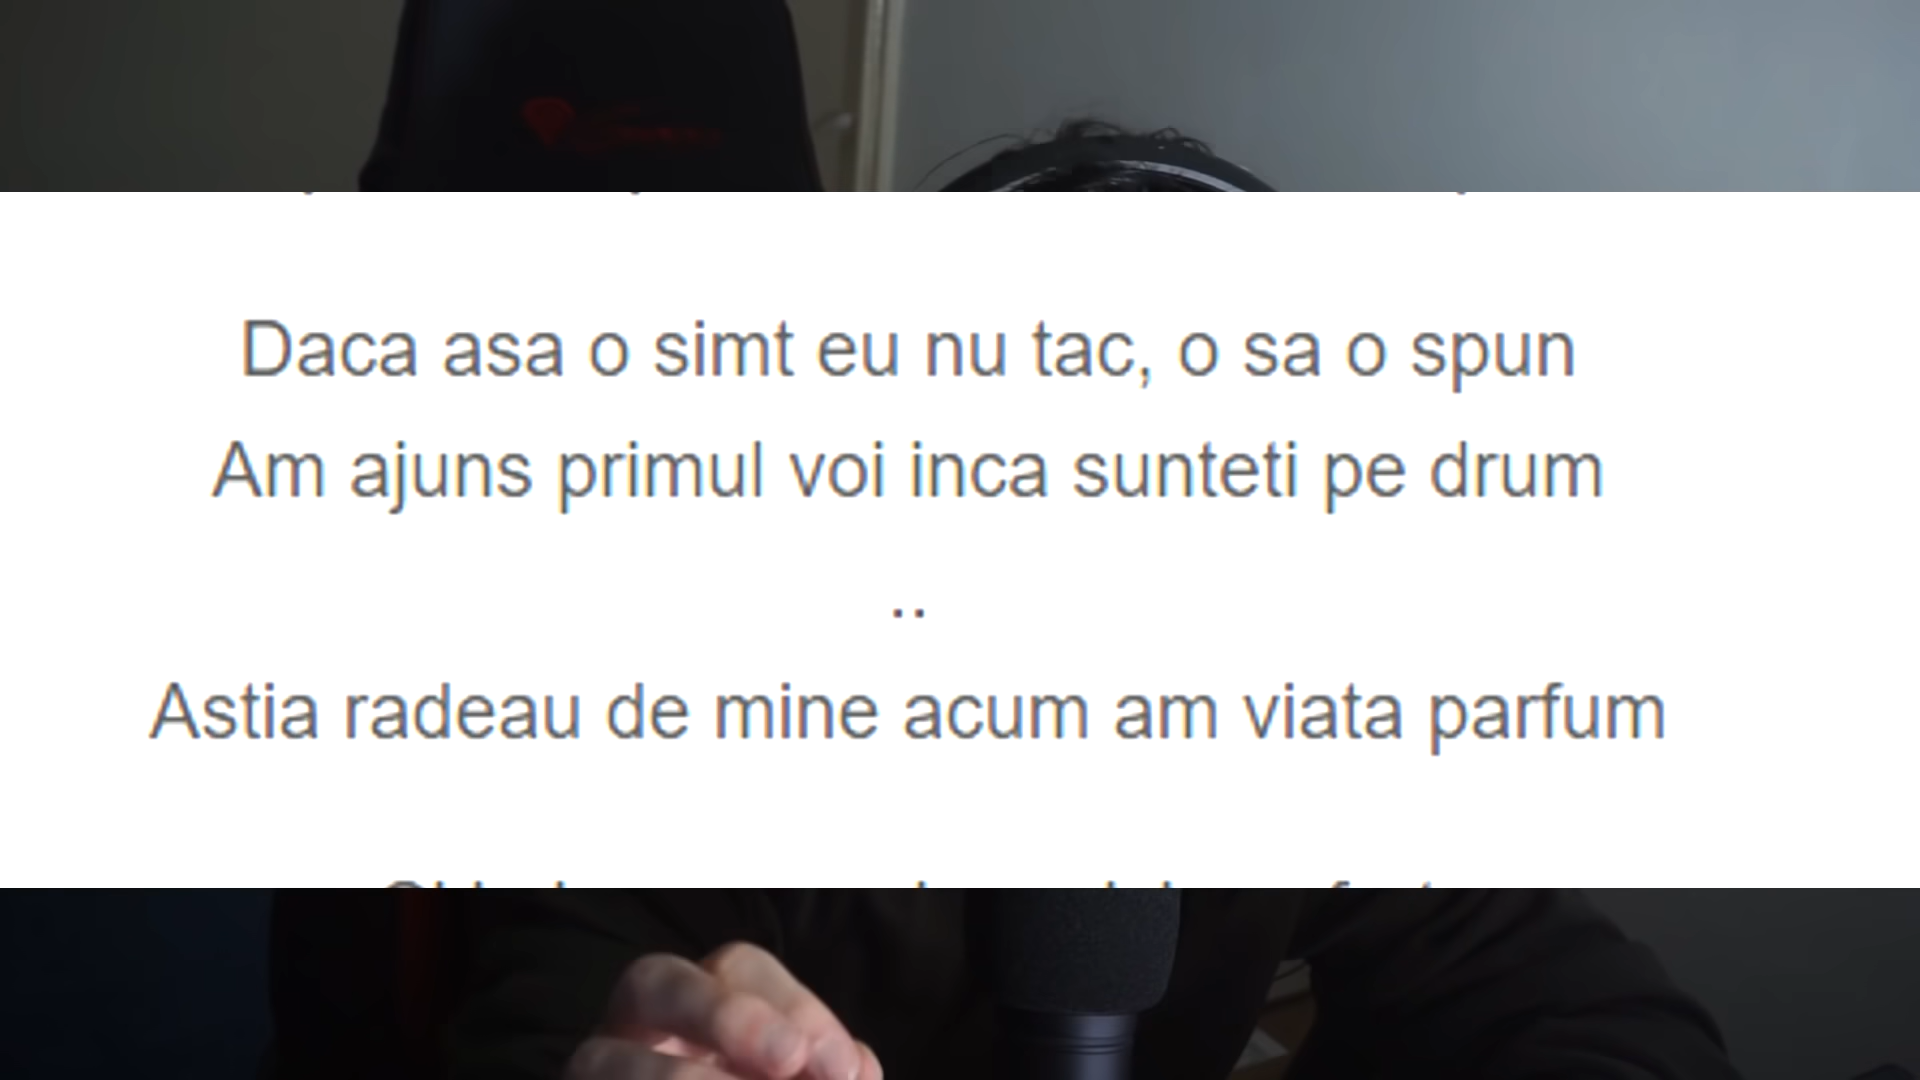 Daca asa o simt eu nu tac, o sa o spun
Am ajuns primul voi inca sunteti pe drum
..
Astia radeau de mine acum am viata parfum